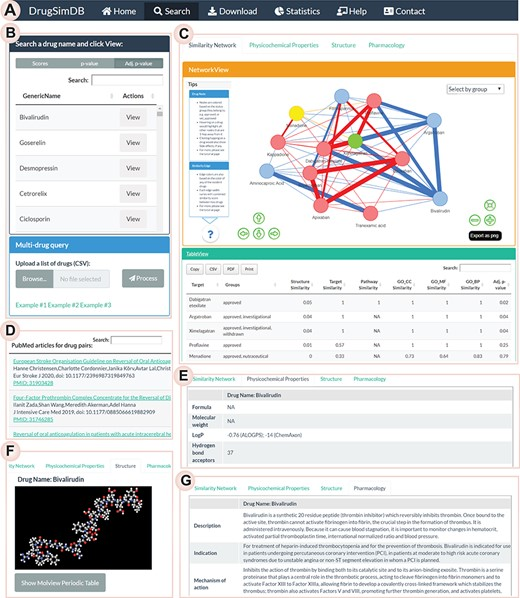 A
DrugSimDB
Home
Search
Download
Statistics
Help
Contact
B
Search a drug name and click View:
Scores
p-value
Adj. p-value
Search:
GenericName
Actions
Bivalirudin
View
Goserelin
View
Desmopressin
View
Cetrorelix
View
Ciclosporin
View
Multi-drug query
Upload a list of drugs (CSV):
Browse...
No file selected
Process
Example #1 Example #2 Example #3
C
Similarity Network
Physicochemical Properties
Structure
Pharmacology
NetworkView
Tips
Select by group
Aminocaproic Acid
Bivalirudin
Apixaban
Tranexamic acid
Export as png
TableView
Copy
CSV
PDF
Print
Search:
Target
Groups
Structure Similarity
Target Similarity
Pathway Similarity
GO_CC Similarity
GO_MF Similarity
GO_BP Similarity
Adj. p-value
Dabigatran etexilate
approved
0.05
1
1
1
1
1
0.02
Argatroban
approved, investigational
0.04
1
NA
1
1
1
0.04
Ximelagatran
approved, investigational, withdrawn
0.04
1
NA
1
1
1
0.04
Proflavine
approved
0.01
0.57
1
1
1
0.25
Menadione
approved, nutraceutical
0
0.33
NA
0.73
0.64
0.83
0.79
D
Search:
PubMed articles for drug pairs:
European Stroke Organisation Guideline on Reversal of Oral Anticoag
Hanne Christensen,Charlotte Cordonnier,Janika Kõrv,Avtar Lal,Christ
Eur Stroke J 2020, doi: 10.1177/2396987319849763
PMID: 31903428
Four-Factor Prothrombin Complex Concentrate for the Reversal of Di
J Intensive Care Med 2019, doi: 10.1177/0885066619882909
PMID: 31746285
Reversal of oral anticoagulation in patients with acute intracerebral he
E
Similarity Network
Physicochemical Properties
Structure
Pharmacology
Drug Name: Bivalirudin
Formula
NA
Molecular weight
NA
LogP
-0.76 (ALOGPS); -14 (ChemAxon)
Hydrogen bond acceptors
37
F
ity Network
Physicochemical Properties
Structure
Pharmacol
Drug Name: Bivalirudin
Show Molview Periodic Table
G
Similarity Network
Physicochemical Properties
Structure
Pharmacology
Drug Name: Bivalirudin
Description
Bivalirudin is a synthetic 20 residue peptide (thrombin inhibitor) which reversibly inhibits thrombin. Once bound to
the active site, thrombin cannot activate fibrinogen into fibrin, the crucial step in the formation of thrombus. It is
administered intravenously. Because it can cause blood stagnation, it is important to monitor changes in hematocrit,
activated partial thromboplastin time, international normalized ratio and blood pressure.
Indication
For treatment of heparin-induced thrombocytopenia and for the prevention of thrombosis. Bivalirudin is indicated for use
in patients undergoing percutaneous coronary intervention (PCI), in patients at moderate to high risk acute coronary
syndromes due to unstable angina or non-ST segment elevation in whom a PCI is planned.
Mechanism of action
Inhibits the action of thrombin by binding both to its catalytic site and to its anion-binding exosite. Thrombin is a serine
proteinase that plays a central role in the thrombotic process, acting to cleave fibrinogen into fibrin monomers and to
activate Factor XIII to Factor XIIIa, allowing fibrin to develop a covalently cross-linked framework which stabilizes the
thrombus; thrombin also activates Factors V and VIII, promoting further thrombin generation, and activates platelets,